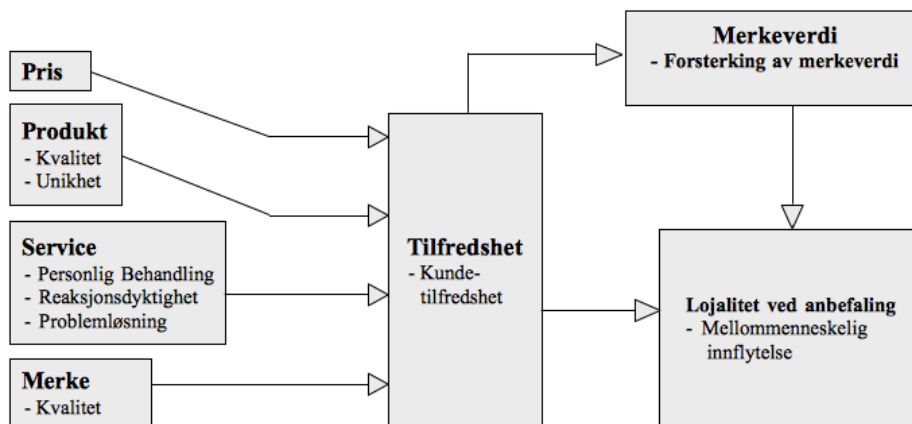 Pris
Produkt
- Kvalitet
- Unikhet
Service
- Personlig Behandling
- Reaksjonsdyktighet
- Problemløsning
Merke
- Kvalitet
Tilfredshet
- Kunde-
tilfredshet
Merkeverdi
- Forsterking av merkeverdi
Lojalitet ved anbefaling
- Mellommenneskelig
innflytelse